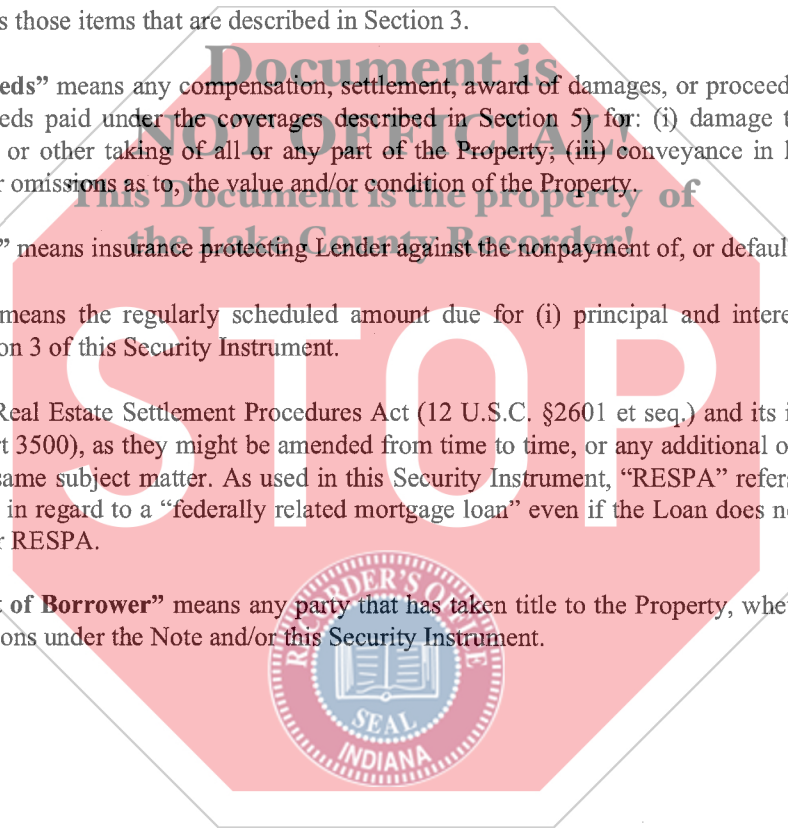 s those items that are described in Section 3.
Document is
eds” means any compensation, settlement, award of damages, or proceed
eds paid under the coverages described in Section 5) for: (i) damage t
NOT OFFICIAL!
or other taking of all or any part of the Property; (iii) conveyance in
r omissions as to, the value and/or condition of the Property.
This Document is the property of
the Lake County Recorder!
” means insurance protecting Lender against the nonpayment of, or defaul
means the regularly scheduled amount due for (i) principal and intere
on 3 of this Security Instrument.
STOP
Real Estate Settlement Procedures Act (12 U.S.C. §2601 et seq.) and its i
rt 3500), as they might be amended from time to time, or any additional o
same subject matter. As used in this Security Instrument, “RESPA” refers
in regard to a “federally related mortgage loan” even if the Loan does no
r RESPA.
t of Borrower” means any party that has taken title to the Property, whe
ons under the Note and/or this Security Instrument.
RECORDER'S OFFICE
SEAL
INDIANA